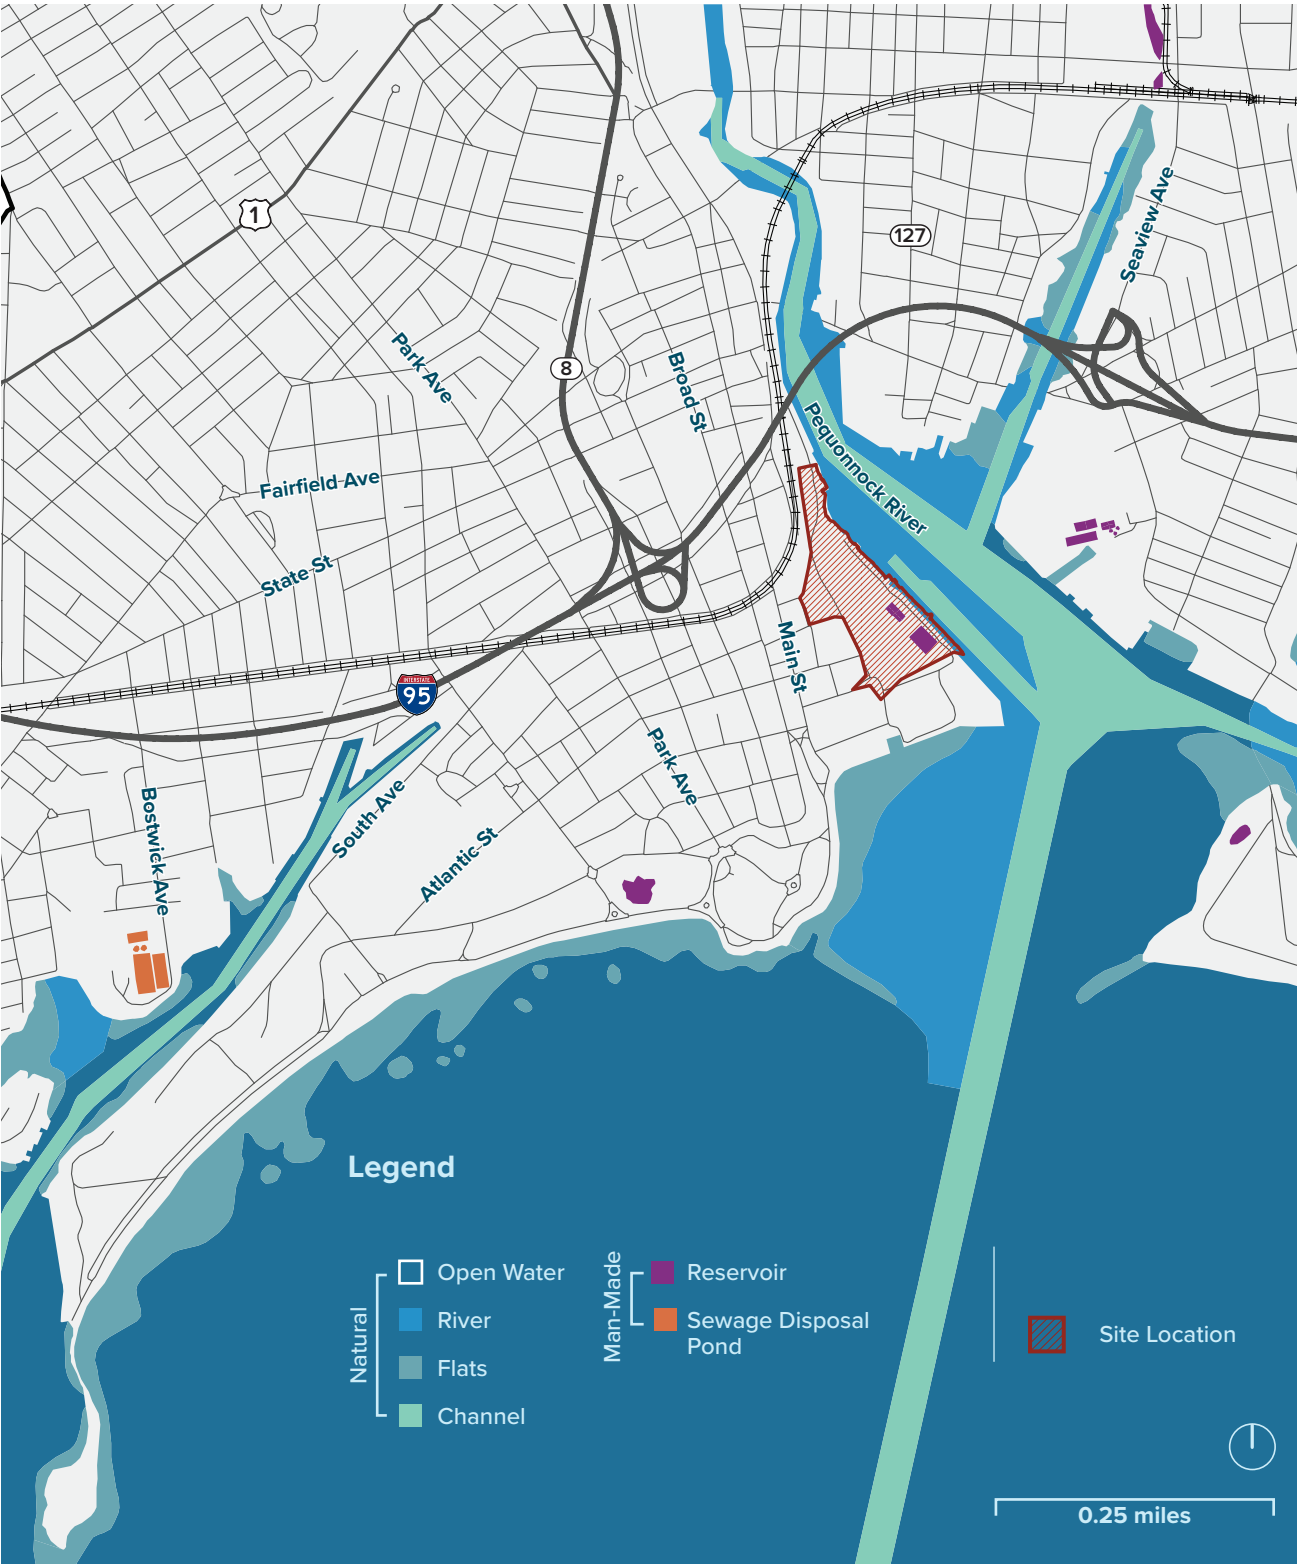 1
127
Seaview Ave
Park Ave
8
Broad St
Pequonnock River
Fairfield Ave
State St
Main St
INTERSTATE
95
Park Ave
Bostwick Ave
South Ave
Atlantic St
Legend
Natural
Open Water
River
Flats
Channel
Man-Made
Reservoir
Sewage Disposal
Pond
Site Location
0.25 miles